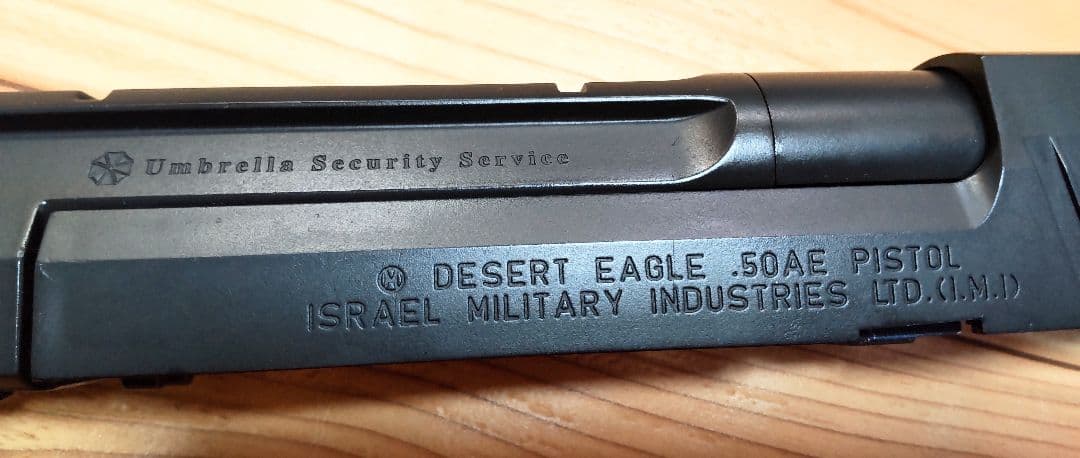 Umbrella Security Service
Ⓜ DESERT EAGLE .50AE PISTOL
ISRAEL MILITARY INDUSTRIES LTD.(I.M.I)